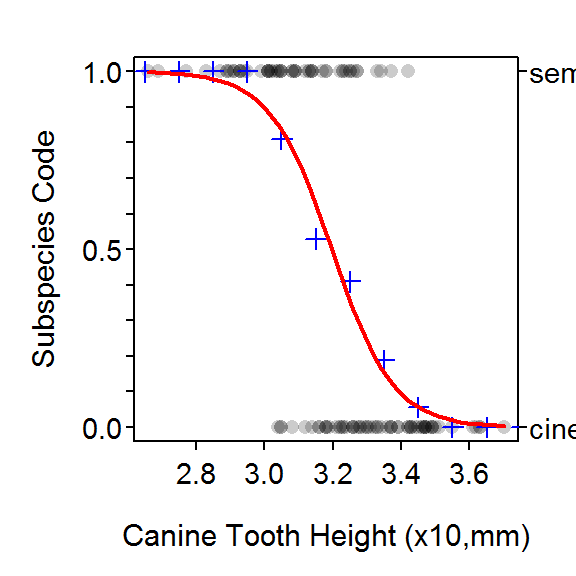 1.0
0.5
0.0
Subspecies Code
sem
cine
2.8 3.0 3.2 3.4 3.6
Canine Tooth Height (x10,mm)